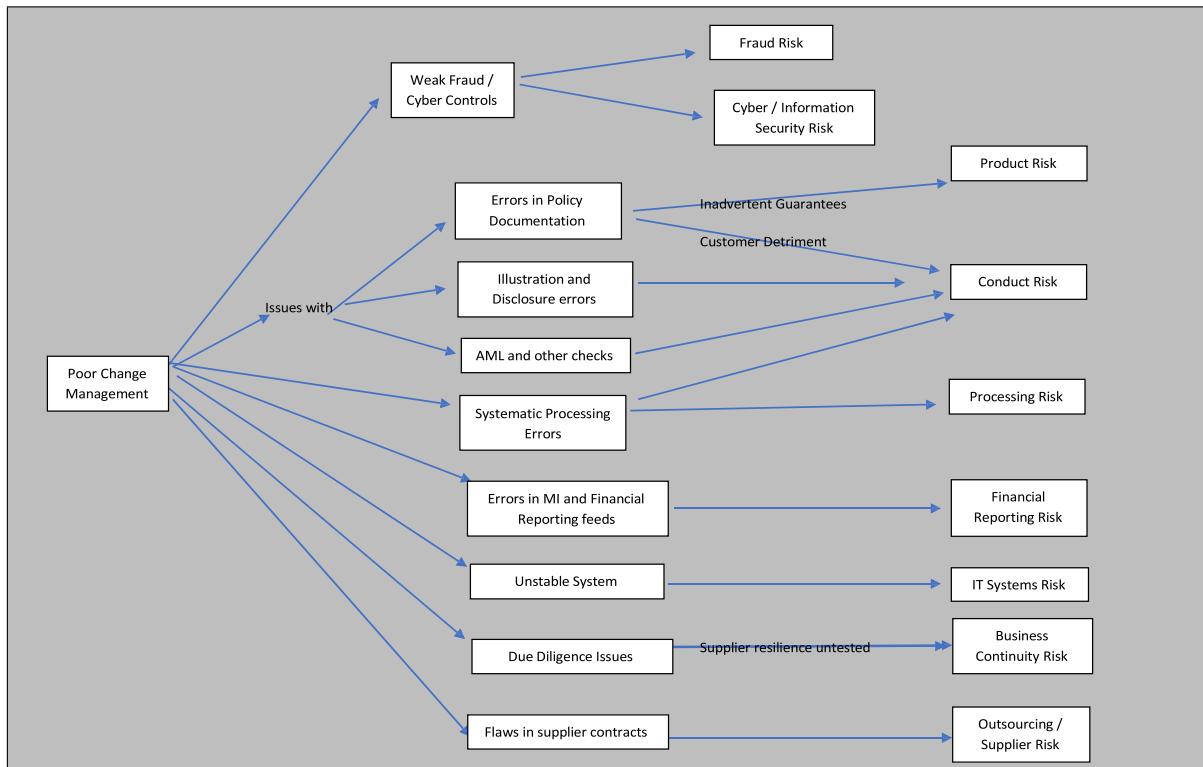 Fraud Risk
Weak Fraud /
Cyber Controls
Cyber / Information
Security Risk
Product Risk
Errors in Policy
Documentation
Inadvertent Guarantees
Customer Detriment
Illustration and
Disclosure errors
Conduct Risk
Issues with
AML and other checks
Poor Change
Management
Processing Risk
Systematic Processing
Errors
Errors in MI and Financial
Reporting feeds
Financial
Reporting Risk
Unstable System
IT Systems Risk
Due Diligence Issues
Supplier resilience untested
Business
Continuity Risk
Flaws in supplier contracts
Outsourcing /
Supplier Risk